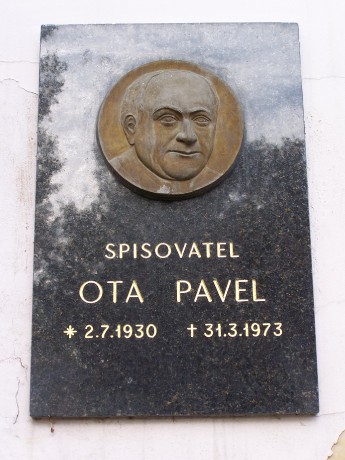 SPISOVATEL
OTA PAVEL
* 2.7.1930 † 31.3.1973